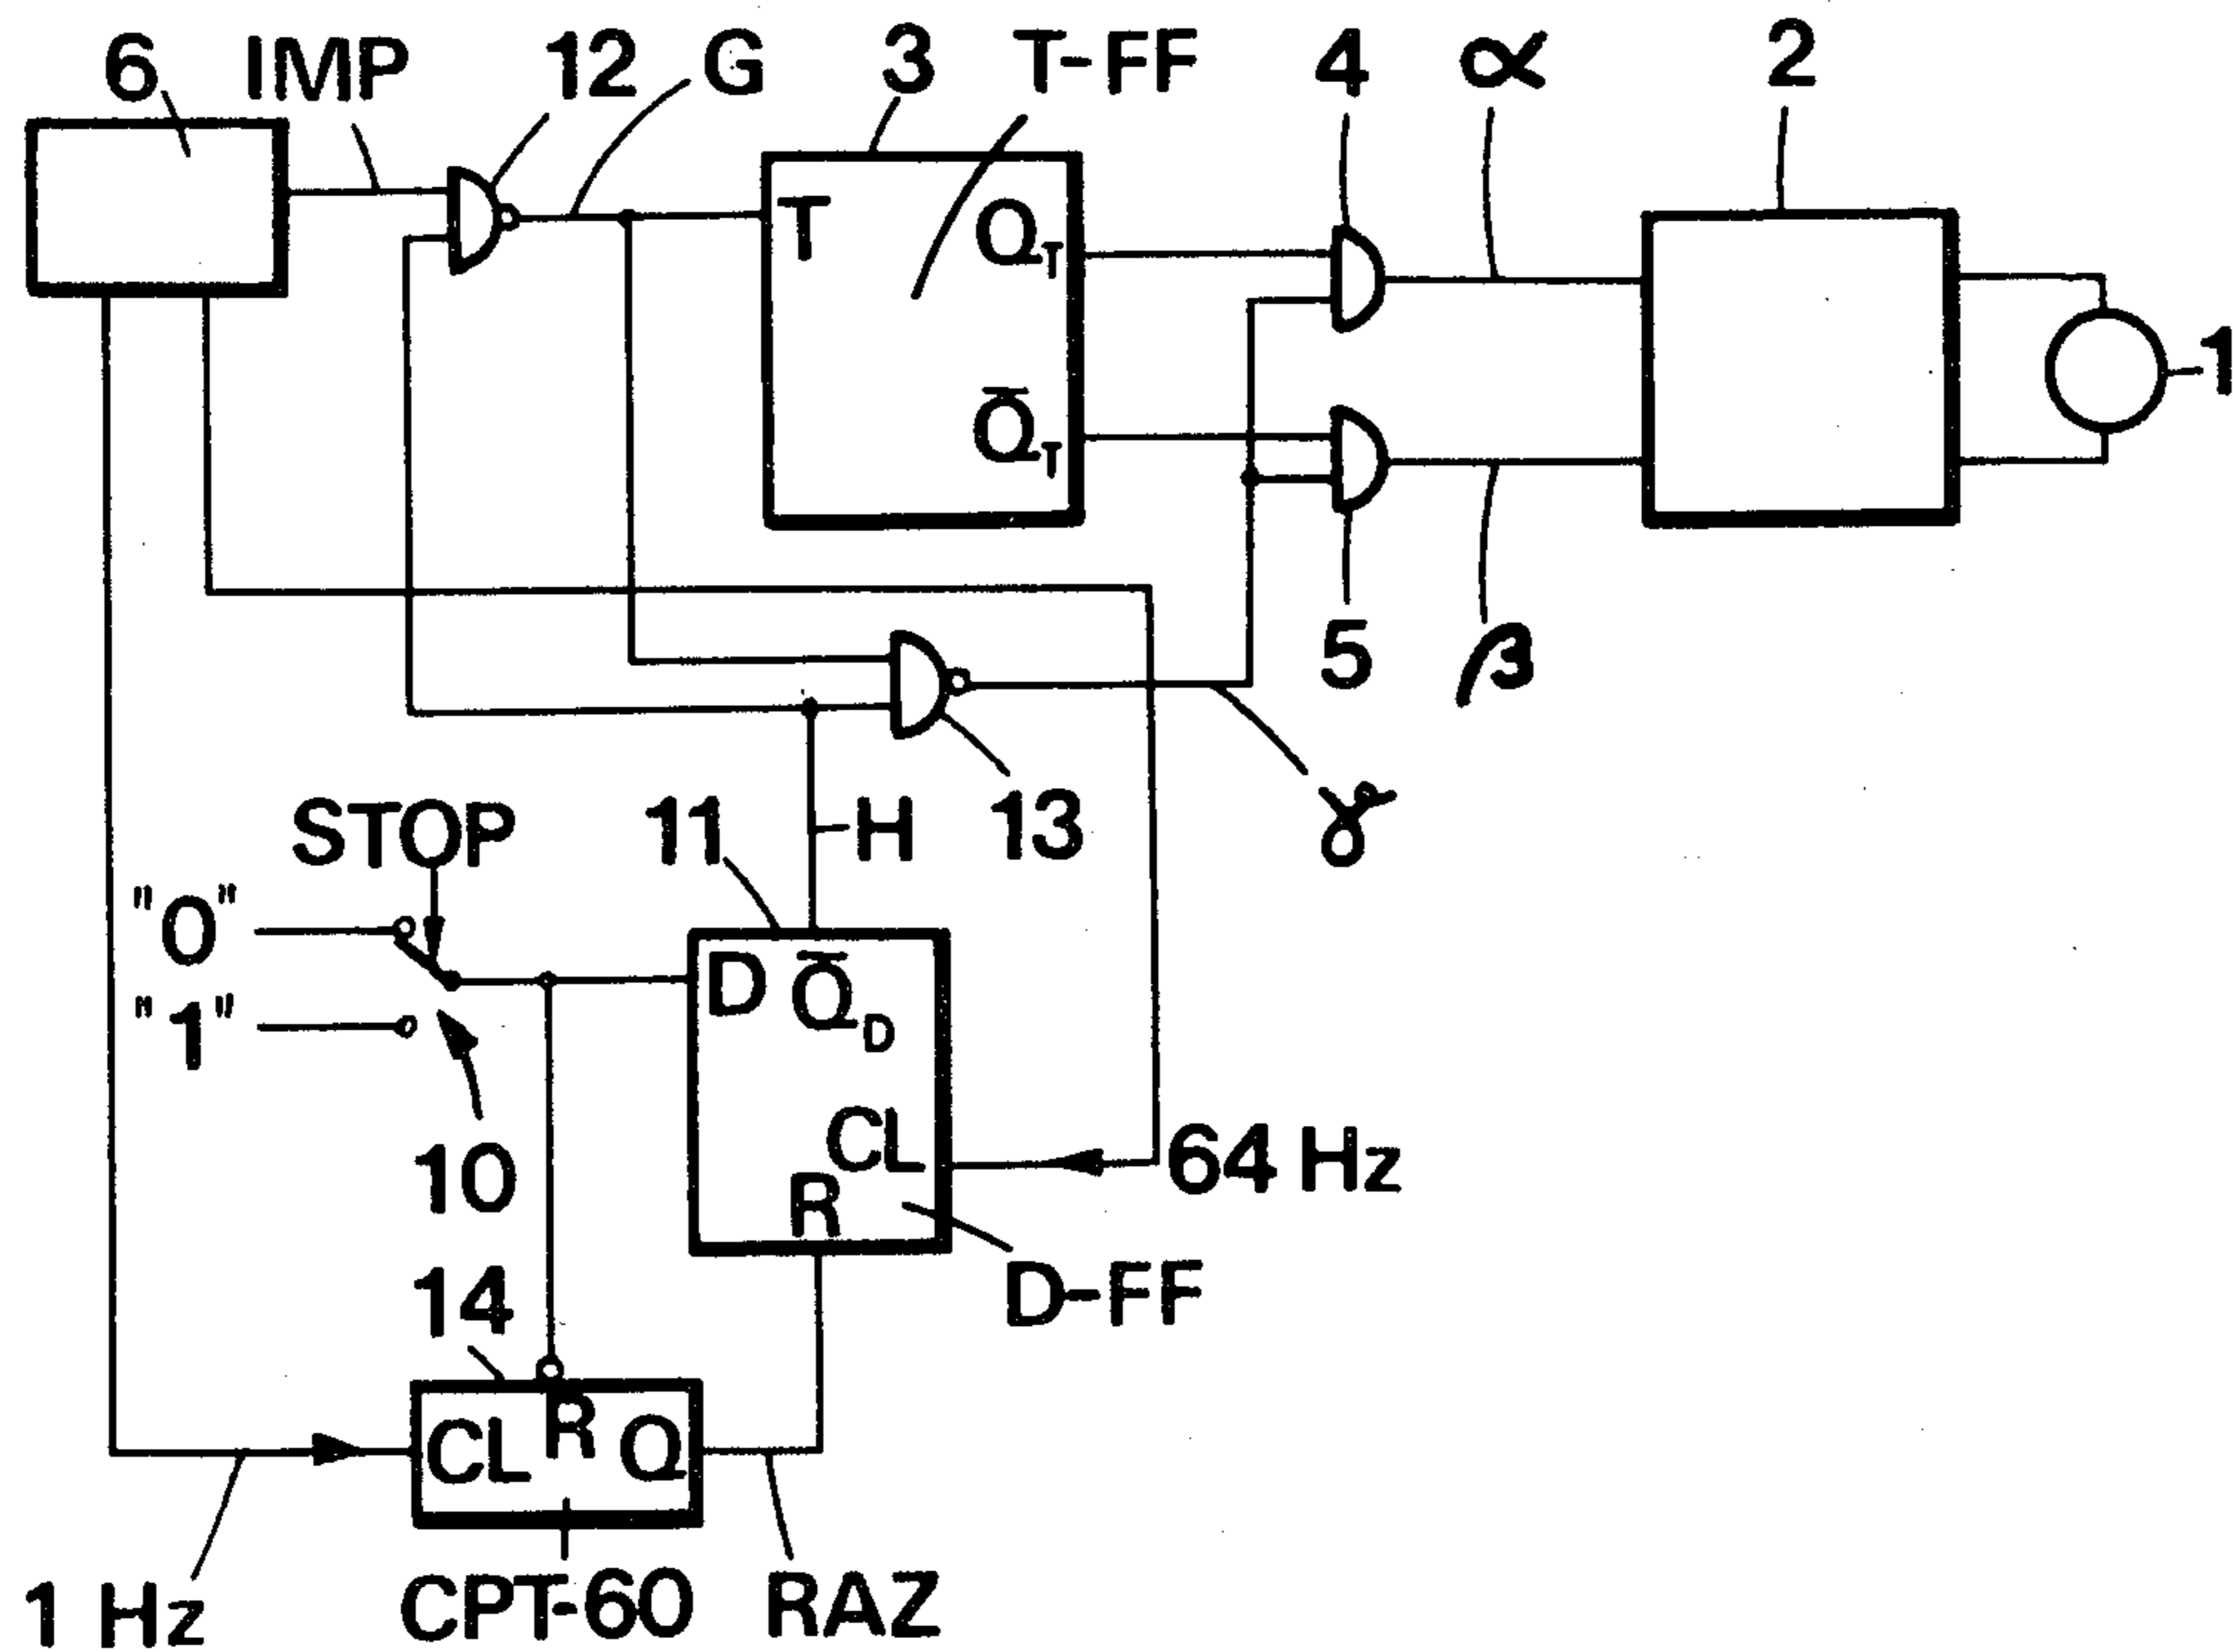 6 IMP 12 G 3 T-FF 4 α 2
T Q_T
1
Q̄_T
5 β
STOP 11 H 13 γ
"0"
D Q̄_D
"1"
CL 64 Hz
10
R
14 D-FF
CL R Q
1 Hz CPT-60 RAZ